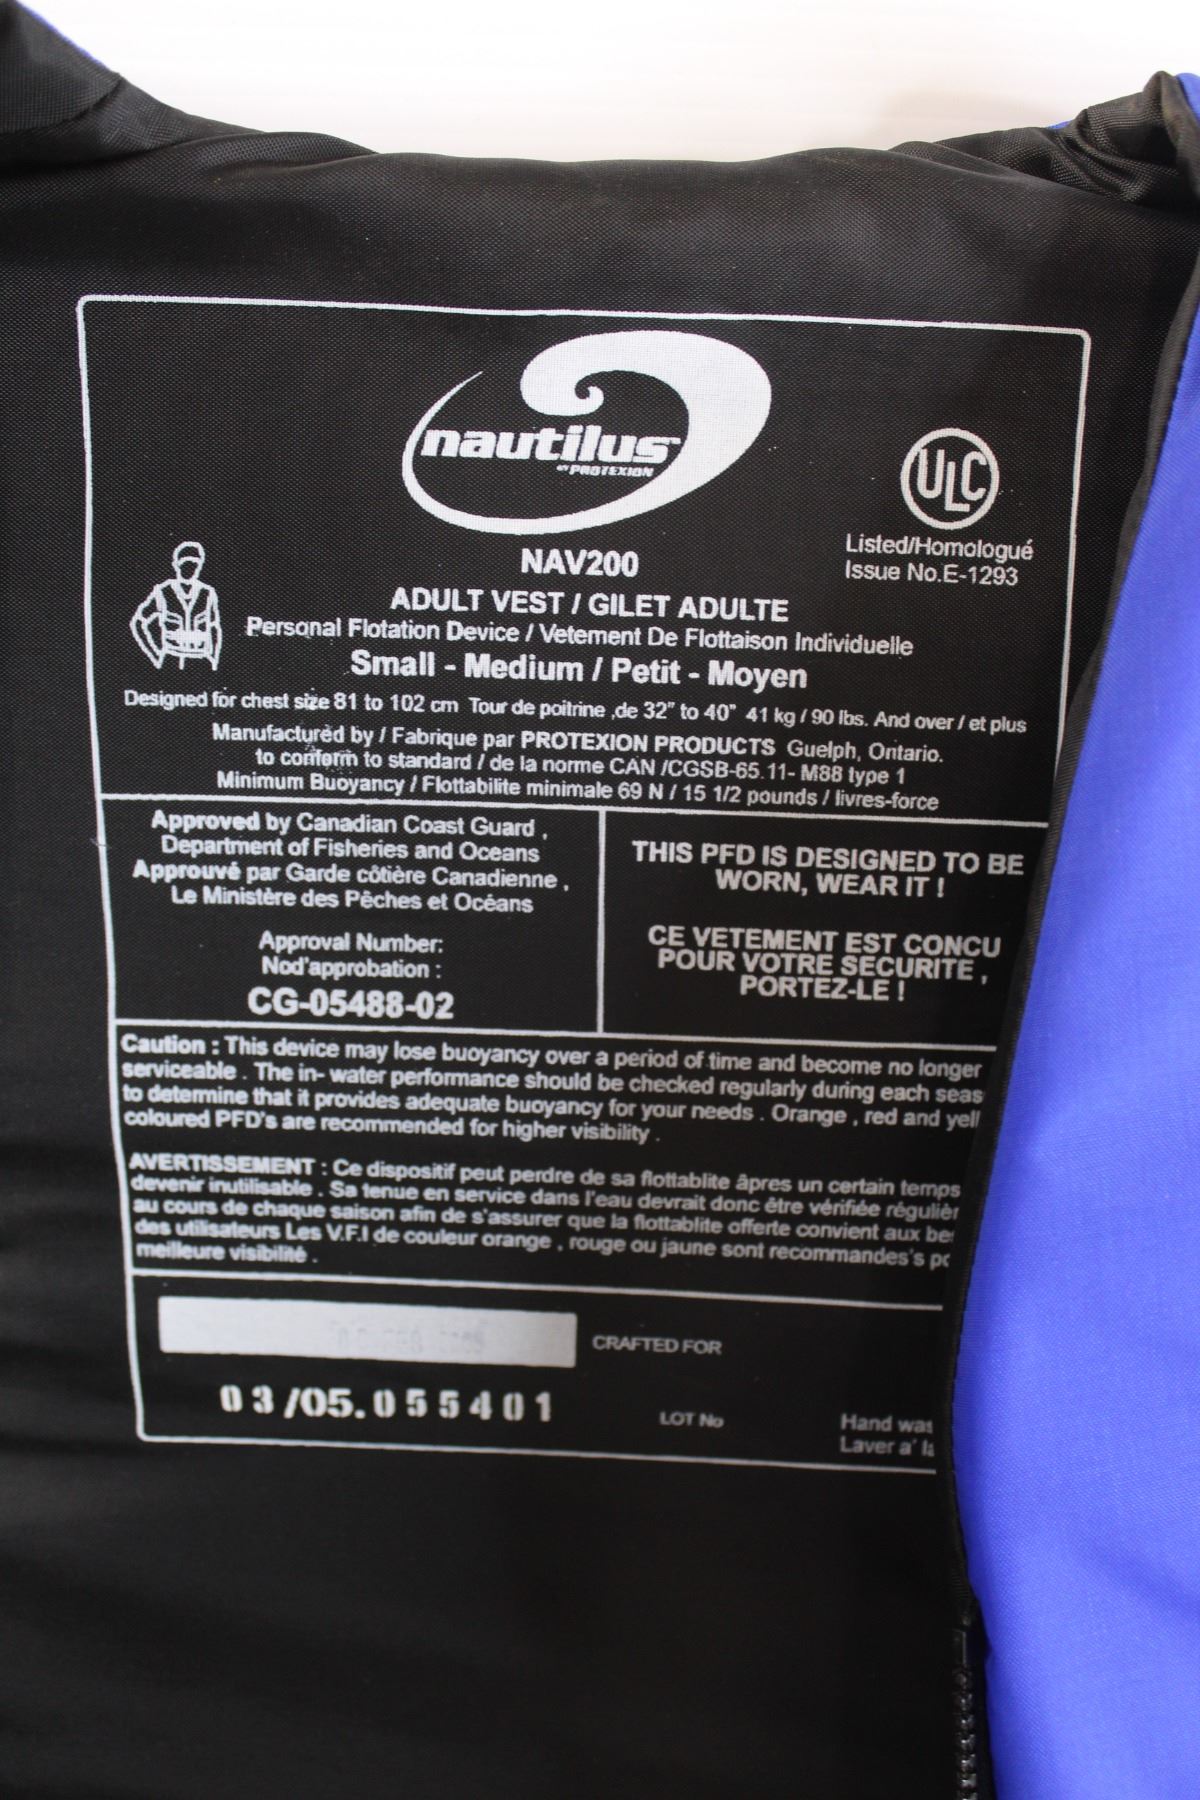 nautilus™
BY PROTEXION
ULC
Listed/Homologué
Issue No.E-1293
NAV200
ADULT VEST / GILET ADULTE
Personal Flotation Device / Vetement De Flottaison Individuelle
Small - Medium / Petit - Moyen
Designed for chest size 81 to 102 cm Tour de poitrine ,de 32" to 40" 41 kg / 90 lbs. And over / et plus
Manufactured by / Fabrique par PROTEXION PRODUCTS Guelph, Ontario.
to conform to standard / de la norme CAN /CGSB-65.11- M88 type 1
Minimum Buoyancy / Flottabilite minimale 69 N / 15 1/2 pounds / livres-force
Approved by Canadian Coast Guard ,
Department of Fisheries and Oceans
Approuvé par Garde côtière Canadienne ,
Le Ministère des Pêches et Océans
Approval Number:
Nod'approbation :
CG-05488-02
THIS PFD IS DESIGNED TO BE
WORN, WEAR IT !
CE VETEMENT EST CONCU
POUR VOTRE SECURITE ,
PORTEZ-LE !
Caution : This device may lose buoyancy over a period of time and become no longer
serviceable . The in- water performance should be checked regularly during each seas
to determine that it provides adequate buoyancy for your needs . Orange , red and yell
coloured PFD's are recommended for higher visibility .
AVERTISSEMENT : Ce dispositif peut perdre de sa flottablite âpres un certain temps
devenir inutilisable . Sa tenue en service dans l'eau devrait donc être vérifiée régulièr
au cours de chaque saison afin de s'assurer que la flottablite offerte convient aux be
des utilisateurs Les V.F.I de couleur orange , rouge ou jaune sont recommandes's po
meilleure visibilité .
CRAFTED FOR
03/05.055401
LOT No
Hand was
Laver a' la